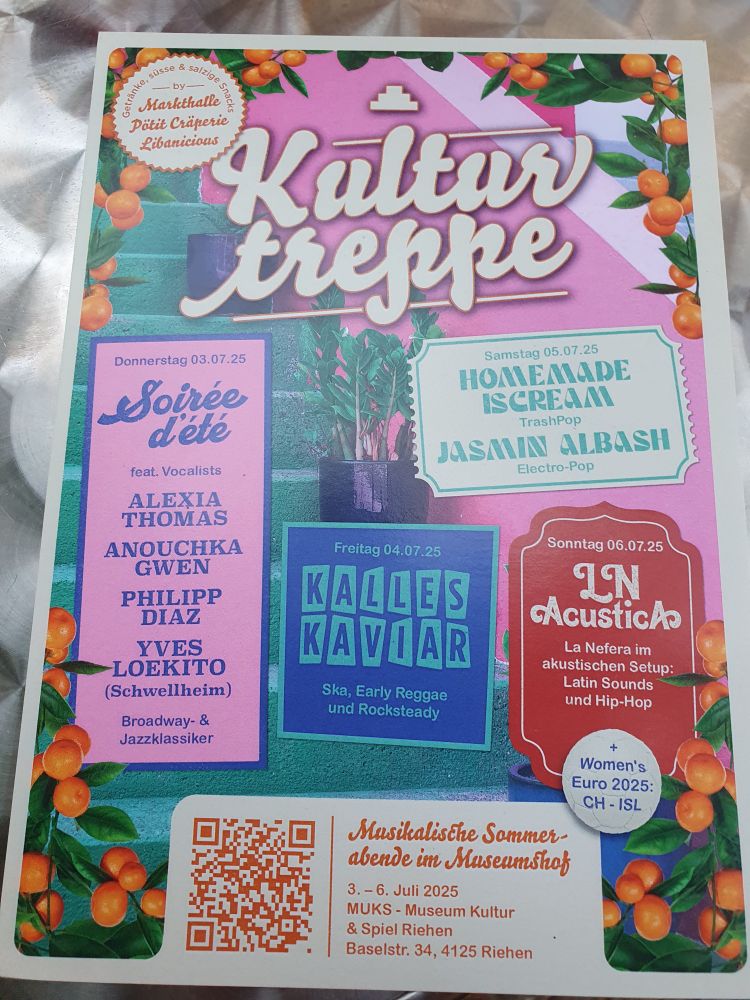 Getränke, süsse & salzige Snacks
by
Markthalle
Pötit Crâperie
Libanicious
Kultur
treppe
Donnerstag 03.07.25
Soirée
d'été
feat. Vocalists
ALEXIA
THOMAS
ANOUCHKA
GWEN
PHILIPP
DIAZ
YVES
LOEKITO
(Schwellheim)
Broadway- &
Jazzklassiker
Samstag 05.07.25
HOMEMADE
ISCREAM
TrashPop
JASMIN ALBASH
Electro-Pop
Freitag 04.07.25
KALLES
KAVIAR
Ska, Early Reggae
und Rocksteady
Sonntag 06.07.25
LN
AcusticA
La Nefera im
akustischen Setup:
Latin Sounds
und Hip-Hop
+
Women's
Euro 2025:
CH - ISL
Musikalische Sommer-
abende im Museumshof
3. – 6. Juli 2025
MUKS - Museum Kultur
& Spiel Riehen
Baselstr. 34, 4125 Riehen